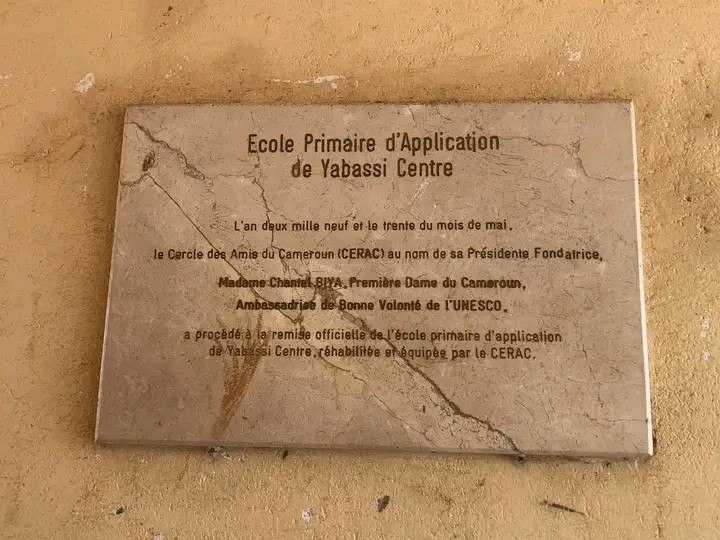 Ecole Primaire d'Application
de Yabassi Centre
L'an deux mille neuf et le trente du mois de mai,
le Cercle des Amis du Cameroun (CERAC) au nom de sa Présidente Fondatrice,
Madame Chantal BIYA, Première Dame du Cameroun,
Ambassadrice de Bonne Volonté de l'UNESCO,
a procédé à la remise officielle de l'école primaire d'application
de Yabassi Centre, réhabilitée et équipée par le CERAC.